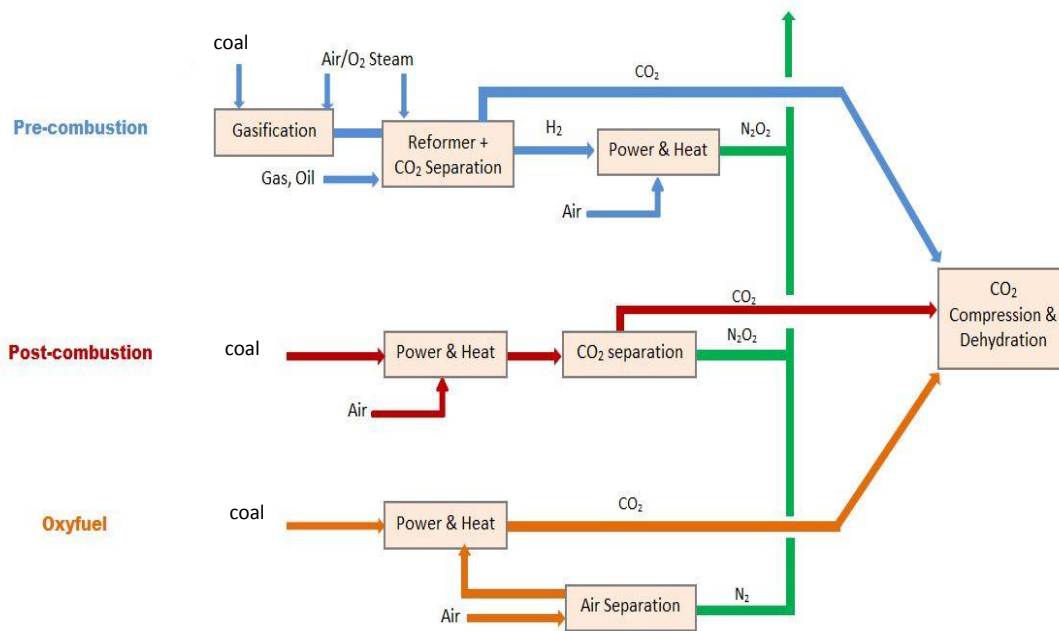 coal
Air/O₂ Steam
CO₂
Pre-combustion
Gasification
Reformer +
CO₂ Separation
H₂
Power & Heat
N₂O₂
Gas, Oil
Air
CO₂
Compression &
Dehydration
CO₂
Post-combustion
coal
Power & Heat
CO₂ separation
N₂O₂
Air
Oxyfuel
coal
Power & Heat
CO₂
Air
Air Separation
N₂